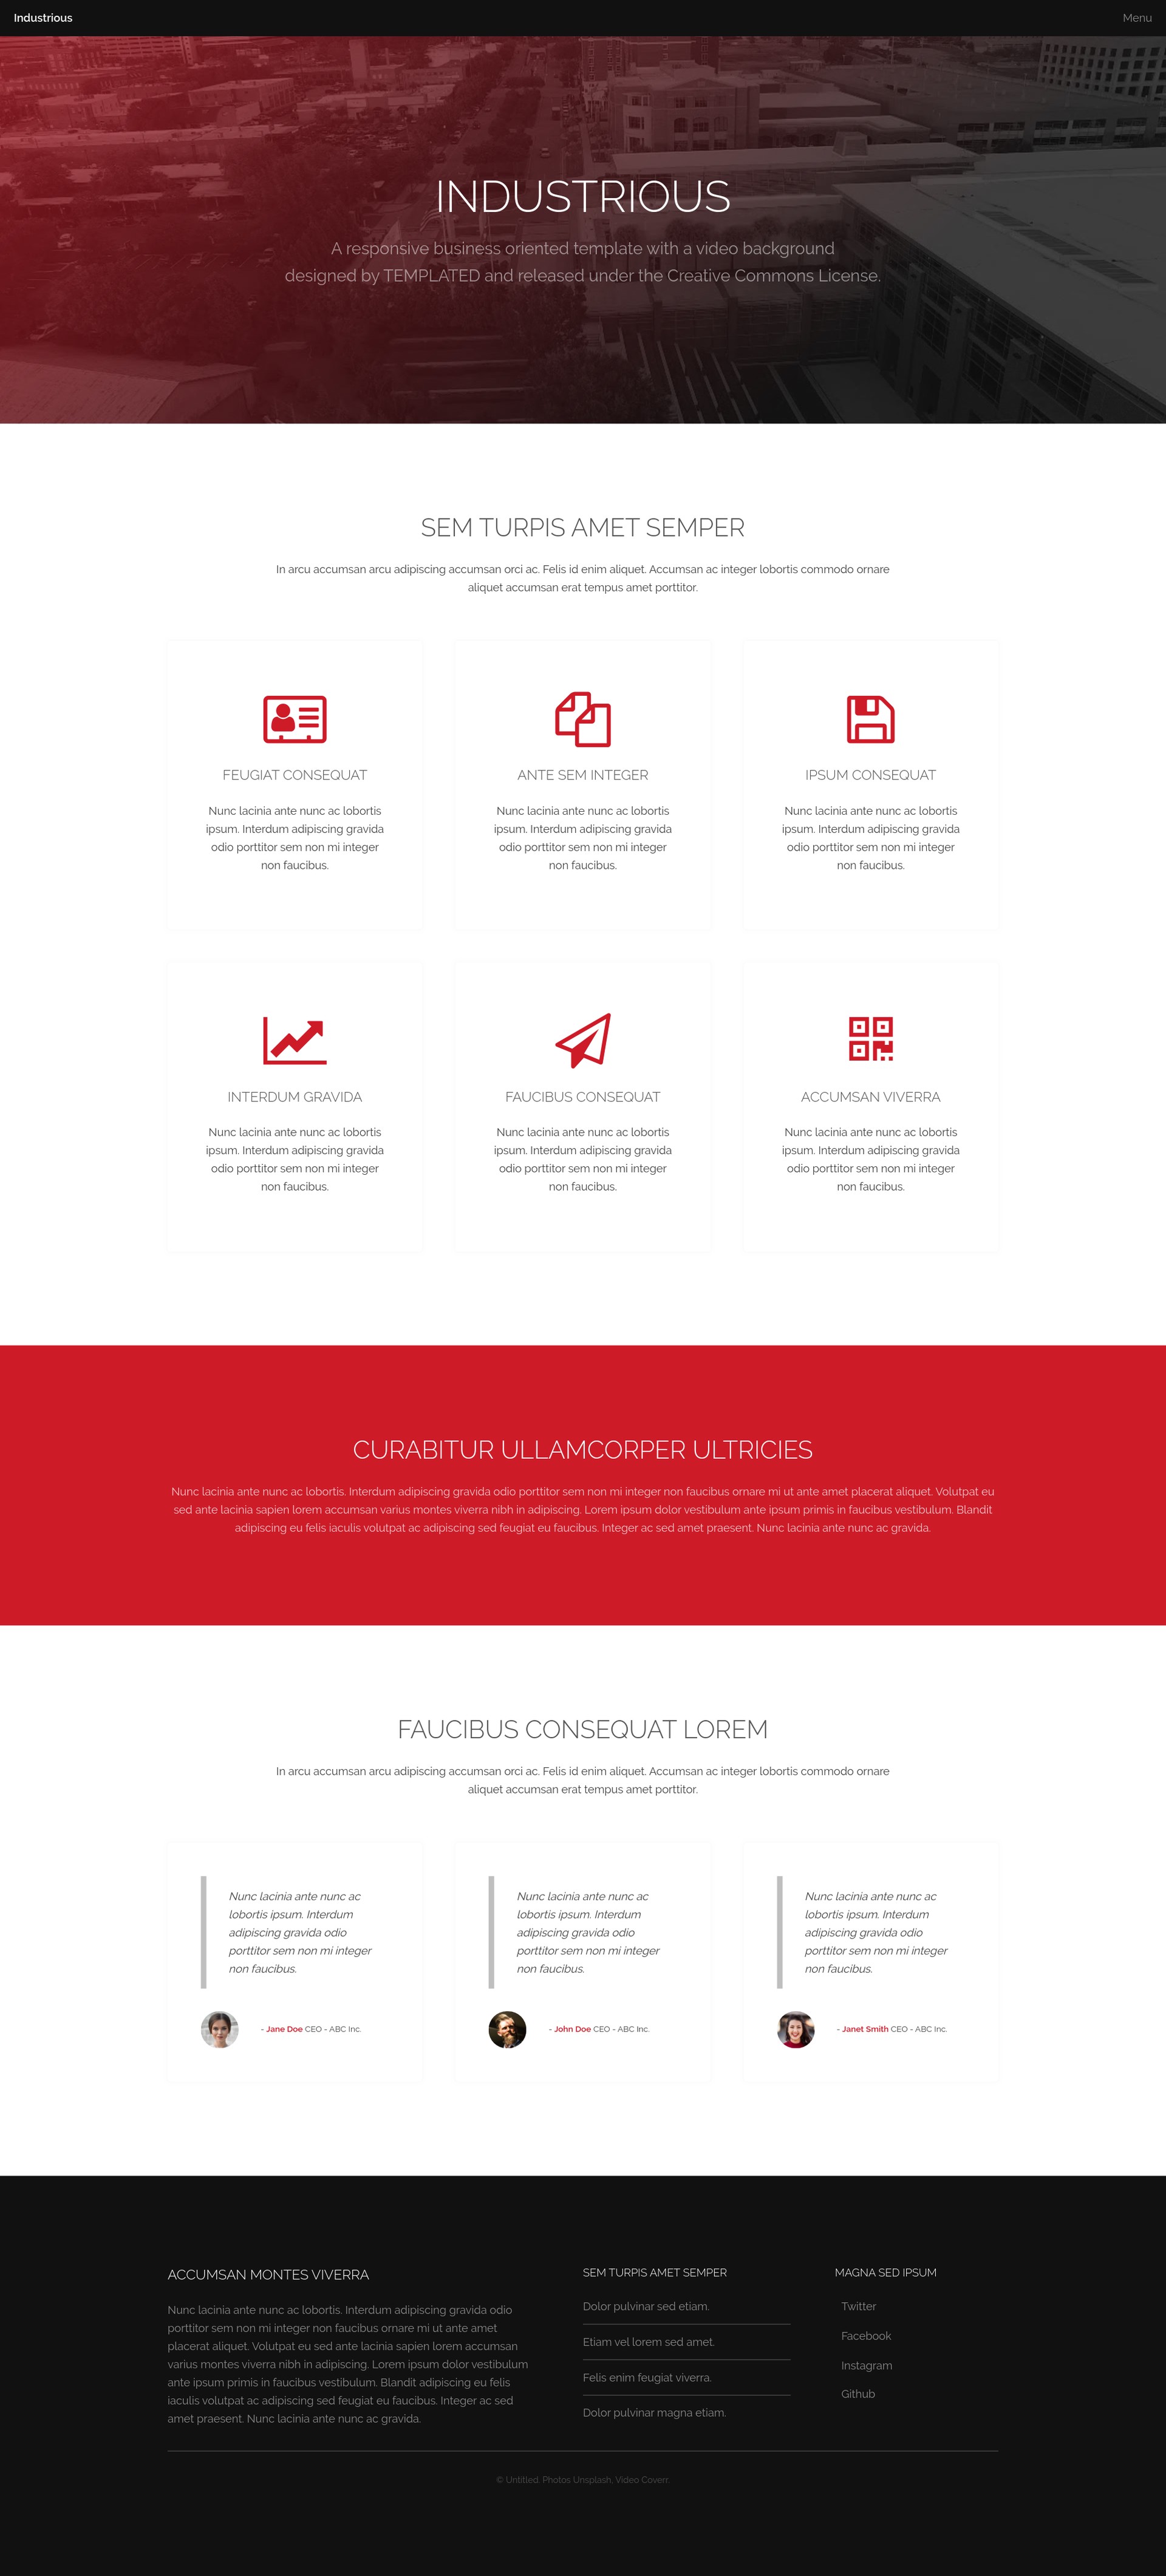 Industrious
Menu
INDUSTRIOUS
A responsive business oriented template with a video background
designed by TEMPLATED and released under the Creative Commons License.
SEM TURPIS AMET SEMPER
In arcu accumsan arcu adipiscing accumsan orci ac. Felis id enim aliquet. Accumsan ac integer lobortis commodo ornare
aliquet accumsan erat tempus amet porttitor.
FEUGIAT CONSEQUAT
Nunc lacinia ante nunc ac lobortis
ipsum. Interdum adipiscing gravida
odio porttitor sem non mi integer
non faucibus.
ANTE SEM INTEGER
Nunc lacinia ante nunc ac lobortis
ipsum. Interdum adipiscing gravida
odio porttitor sem non mi integer
non faucibus.
IPSUM CONSEQUAT
Nunc lacinia ante nunc ac lobortis
ipsum. Interdum adipiscing gravida
odio porttitor sem non mi integer
non faucibus.
INTERDUM GRAVIDA
Nunc lacinia ante nunc ac lobortis
ipsum. Interdum adipiscing gravida
odio porttitor sem non mi integer
non faucibus.
FAUCIBUS CONSEQUAT
Nunc lacinia ante nunc ac lobortis
ipsum. Interdum adipiscing gravida
odio porttitor sem non mi integer
non faucibus.
ACCUMSAN VIVERRA
Nunc lacinia ante nunc ac lobortis
ipsum. Interdum adipiscing gravida
odio porttitor sem non mi integer
non faucibus.
CURABITUR ULLAMCORPER ULTRICIES
Nunc lacinia ante nunc ac lobortis. Interdum adipiscing gravida odio porttitor sem non mi integer non faucibus ornare mi ut ante amet placerat aliquet. Volutpat eu
sed ante lacinia sapien lorem accumsan varius montes viverra nibh in adipiscing. Lorem ipsum dolor vestibulum ante ipsum primis in faucibus vestibulum. Blandit
adipiscing eu felis iaculis volutpat ac adipiscing sed feugiat eu faucibus. Integer ac sed amet praesent. Nunc lacinia ante nunc ac gravida.
FAUCIBUS CONSEQUAT LOREM
In arcu accumsan arcu adipiscing accumsan orci ac. Felis id enim aliquet. Accumsan ac integer lobortis commodo ornare
aliquet accumsan erat tempus amet porttitor.
Nunc lacinia ante nunc ac
lobortis ipsum. Interdum
adipiscing gravida odio
porttitor sem non mi integer
non faucibus.
- Jane Doe CEO - ABC Inc.
Nunc lacinia ante nunc ac
lobortis ipsum. Interdum
adipiscing gravida odio
porttitor sem non mi integer
non faucibus.
- John Doe CEO - ABC Inc.
Nunc lacinia ante nunc ac
lobortis ipsum. Interdum
adipiscing gravida odio
porttitor sem non mi integer
non faucibus.
- Janet Smith CEO - ABC Inc.
ACCUMSAN MONTES VIVERRA
Nunc lacinia ante nunc ac lobortis. Interdum adipiscing gravida odio
porttitor sem non mi integer non faucibus ornare mi ut ante amet
placerat aliquet. Volutpat eu sed ante lacinia sapien lorem accumsan
varius montes viverra nibh in adipiscing. Lorem ipsum dolor vestibulum
ante ipsum primis in faucibus vestibulum. Blandit adipiscing eu felis
iaculis volutpat ac adipiscing sed feugiat eu faucibus. Integer ac sed
amet praesent. Nunc lacinia ante nunc ac gravida.
SEM TURPIS AMET SEMPER
Dolor pulvinar sed etiam.
Etiam vel lorem sed amet.
Felis enim feugiat viverra.
Dolor pulvinar magna etiam.
MAGNA SED IPSUM
Twitter
Facebook
Instagram
Github
© Untitled. Photos Unsplash, Video Coverr.